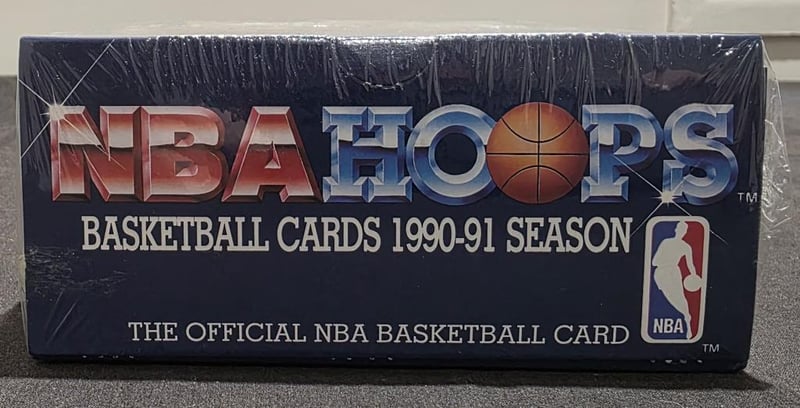 NBA HOOPS TM
BASKETBALL CARDS 1990-91 SEASON
THE OFFICIAL NBA BASKETBALL CARD
NBA
TM